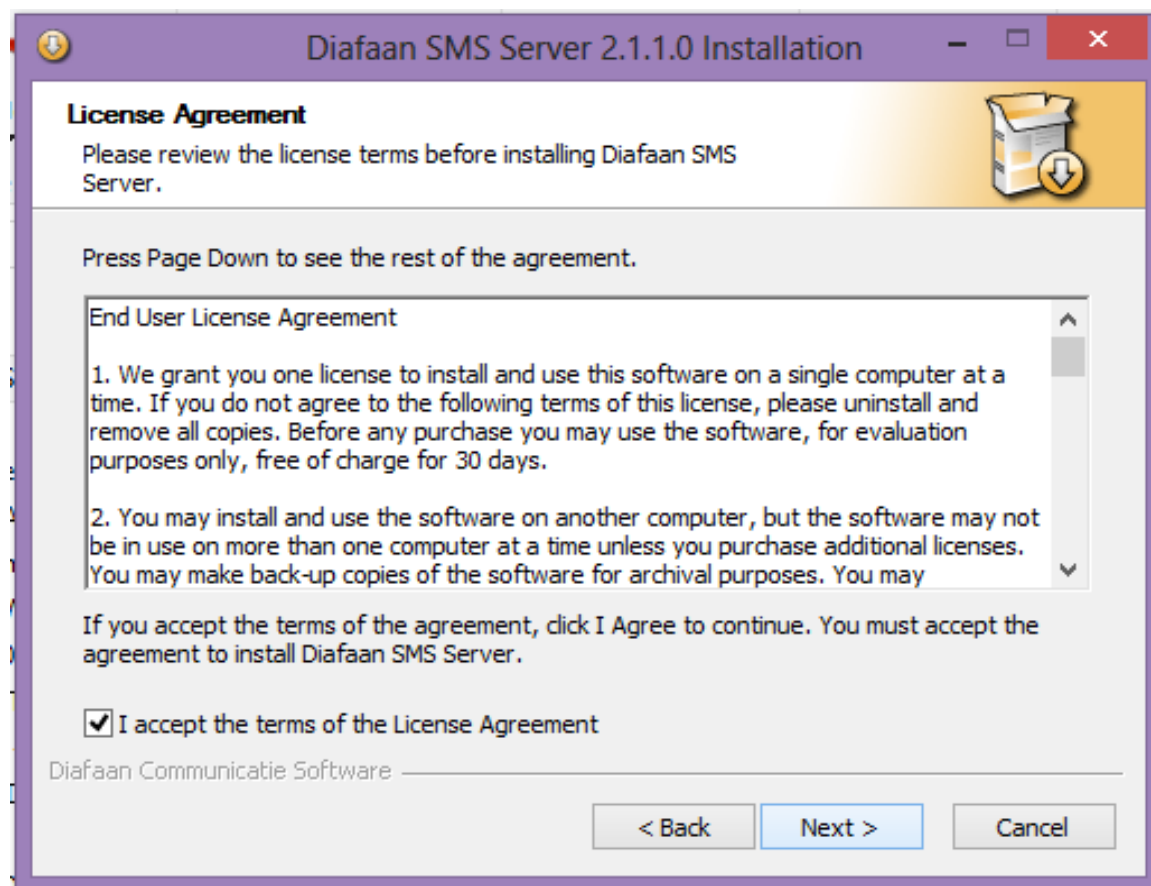 Diafaan SMS Server 2.1.1.0 Installation
License Agreement
Please review the license terms before installing Diafaan SMS
Server.
Press Page Down to see the rest of the agreement.
End User License Agreement
1. We grant you one license to install and use this software on a single computer at a
time. If you do not agree to the following terms of this license, please uninstall and
remove all copies. Before any purchase you may use the software, for evaluation
purposes only, free of charge for 30 days.
2. You may install and use the software on another computer, but the software may not
be in use on more than one computer at a time unless you purchase additional licenses.
You may make back-up copies of the software for archival purposes. You may
If you accept the terms of the agreement, click I Agree to continue. You must accept the
agreement to install Diafaan SMS Server.
I accept the terms of the License Agreement
Diafaan Communicatie Software
< Back
Next >
Cancel